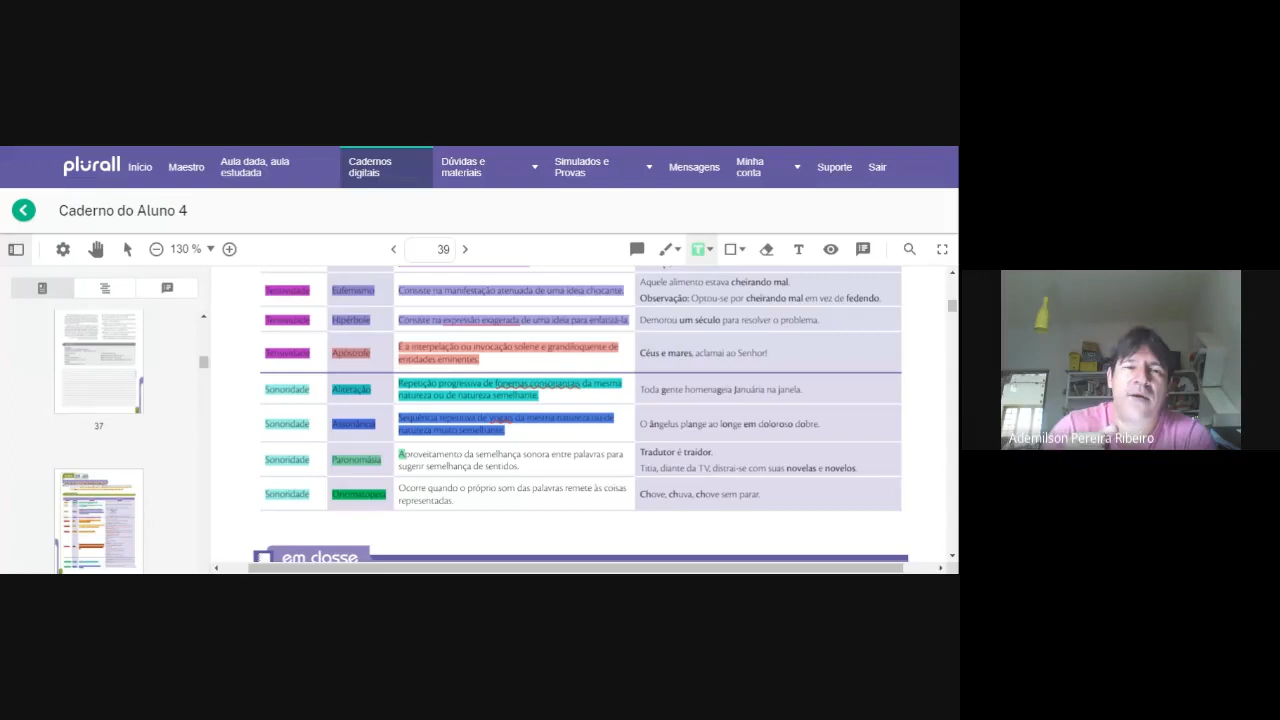 plurall
Início
Maestro
Aula dada, aula
estudada
Cadernos
digitais
Dúvidas e
materiais
Simulados e
Provas
Mensagens
Minha
conta
Suporte
Sair
Caderno do Aluno 4
130 %
39
Aquele alimento estava cheirando mal.
Tensividade Eufemismo Consiste na manifestação atenuada de uma ideia chocante.
Observação: Optou-se por cheirando mal em vez de fedendo.
Tensividade Hipérbole Consiste na expressão exagerada de uma ideia para enfatizá-la. Demorou um século para resolver o problema.
É a interpelação ou invocação solene e grandiloquente de
Tensividade Apóstrofe Céus e mares, aclamai ao Senhor!
entidades eminentes.
Repetição progressiva de fonemas consonantais da mesma
Sonoridade Aliteração Toda gente homenageia Januária na janela.
natureza ou de natureza semelhante.
Sequência repetitiva de vogais da mesma natureza ou de
Sonoridade Assonância O ângelus plange ao longe em doloroso dobre.
natureza muito semelhante.
Aproveitamento da semelhança sonora entre palavras para Tradutor é traidor.
Sonoridade Paronomásia
sugerir semelhança de sentidos. Titia, diante da TV, distrai-se com suas novelas e novelos.
Ocorre quando o próprio som das palavras remete às coisas
Sonoridade Onomatopeia Chove, chuva, chove sem parar.
representadas.
37
em classe
Ademilson Pereira Ribeiro